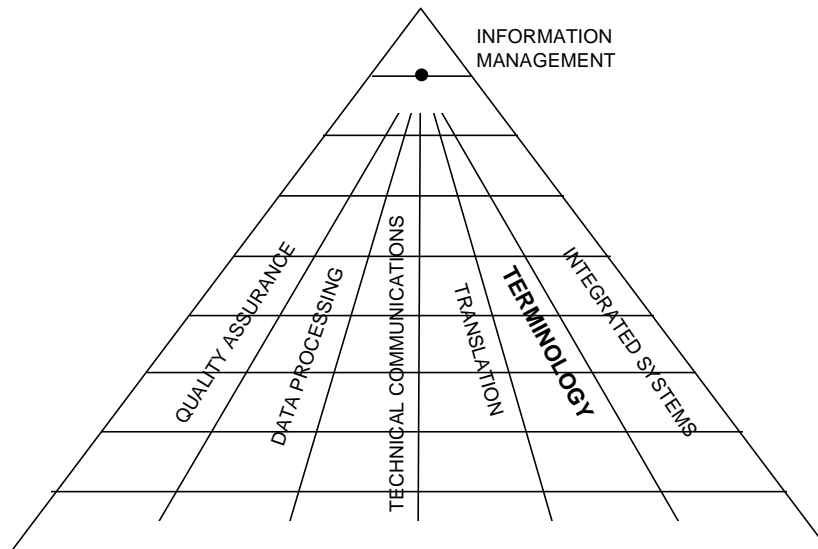 INFORMATION
MANAGEMENT
QUALITY ASSURANCE
DATA PROCESSING
TECHNICAL COMMUNICATIONS
TRANSLATION
TERMINOLOGY
INTEGRATED SYSTEMS